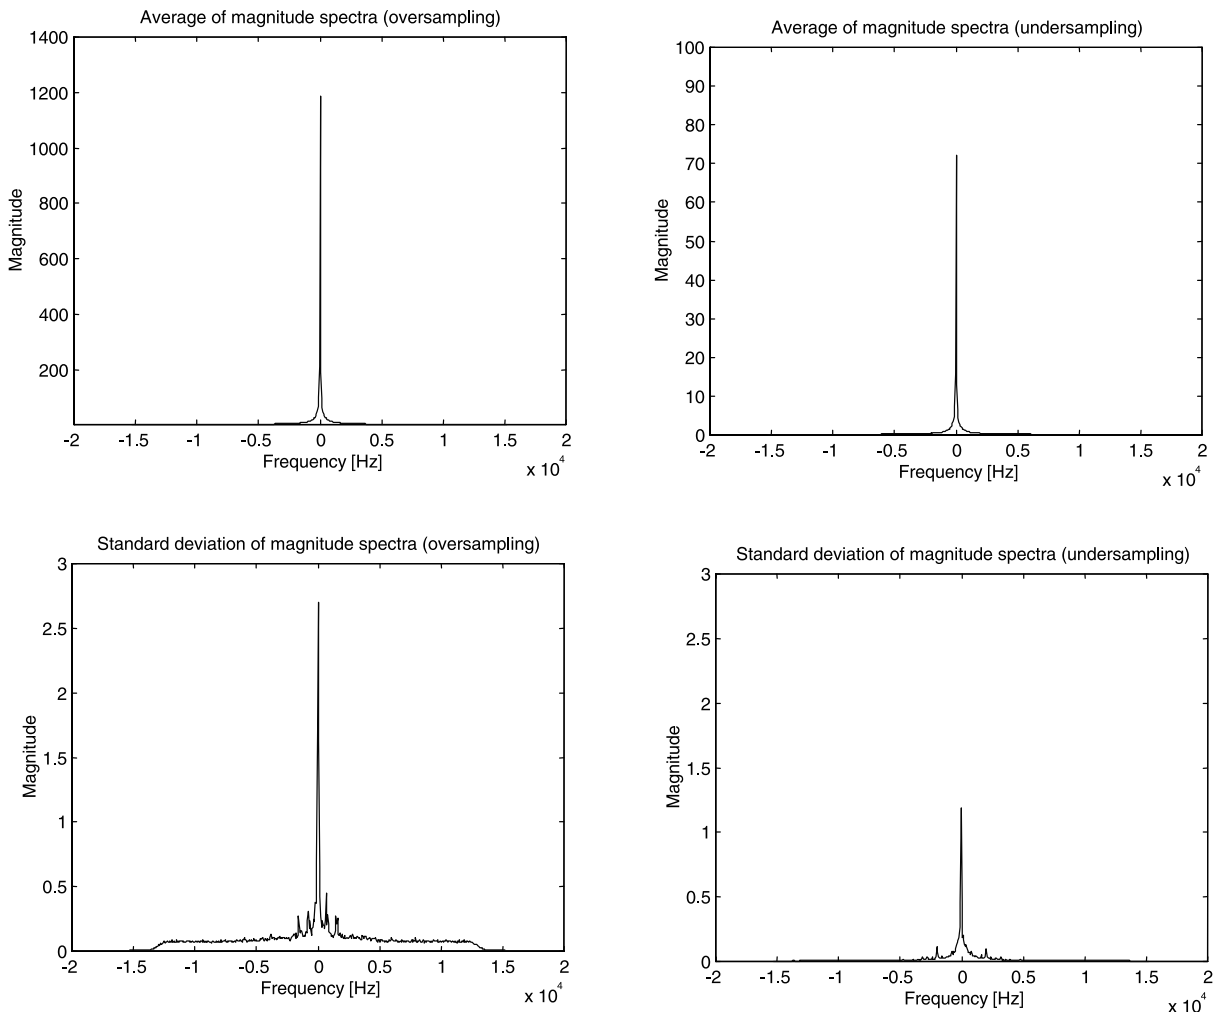 Average of magnitude spectra (oversampling)
1400
1200
1000
800
600
400
200
Magnitude
-2 -1.5 -1 -0.5 0 0.5 1 1.5 2
Frequency [Hz]
x 10^4
Average of magnitude spectra (undersampling)
100
90
80
70
60
50
40
30
20
10
0
Magnitude
-2 -1.5 -1 -0.5 0 0.5 1 1.5 2
Frequency [Hz]
x 10^4
Standard deviation of magnitude spectra (oversampling)
3
2.5
2
1.5
1
0.5
0
Magnitude
-2 -1.5 -1 -0.5 0 0.5 1 1.5 2
Frequency [Hz]
x 10^4
Standard deviation of magnitude spectra (undersampling)
3
2.5
2
1.5
1
0.5
0
Magnitude
-2 -1.5 -1 -0.5 0 0.5 1 1.5 2
Frequency [Hz]
x 10^4